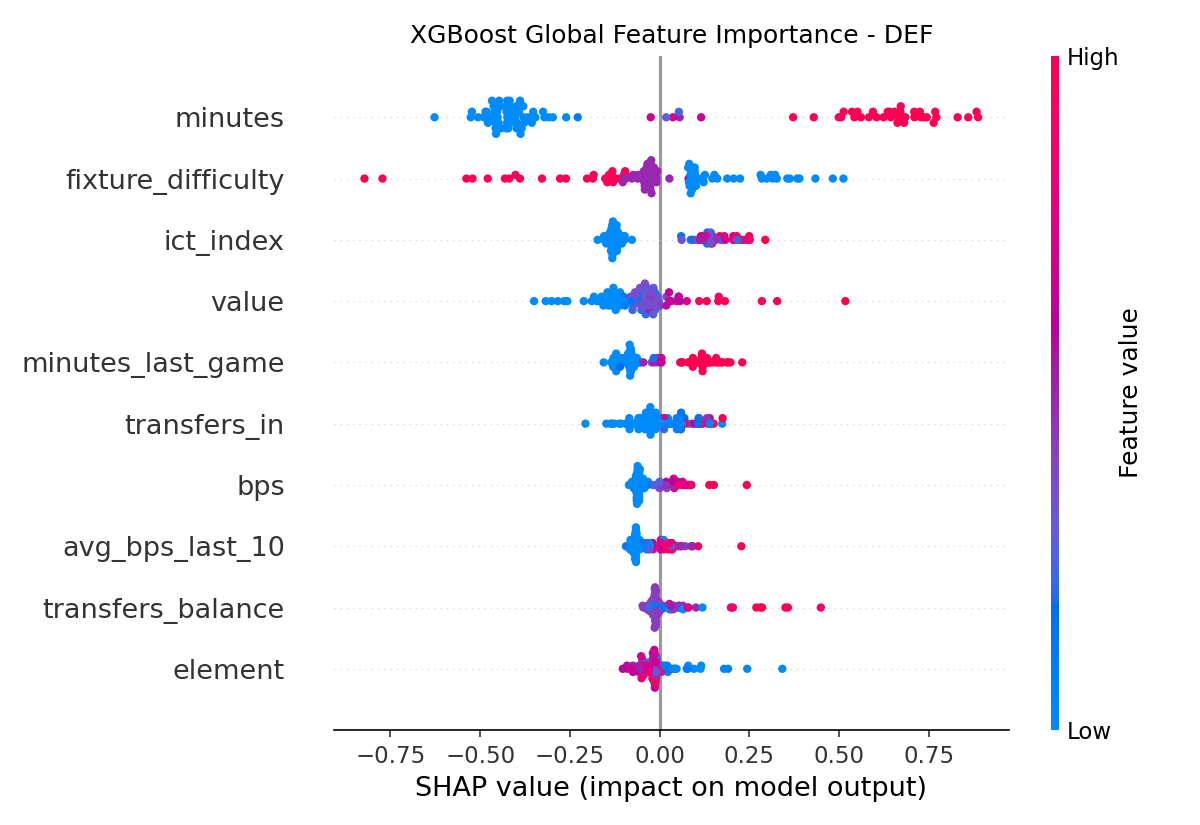 XGBoost Global Feature Importance - DEF
High
minutes
fixture_difficulty
ict_index
value
minutes_last_game
transfers_in
bps
avg_bps_last_10
transfers_balance
element
Feature value
Low
−0.75 −0.50 −0.25 0.00 0.25 0.50 0.75
SHAP value (impact on model output)